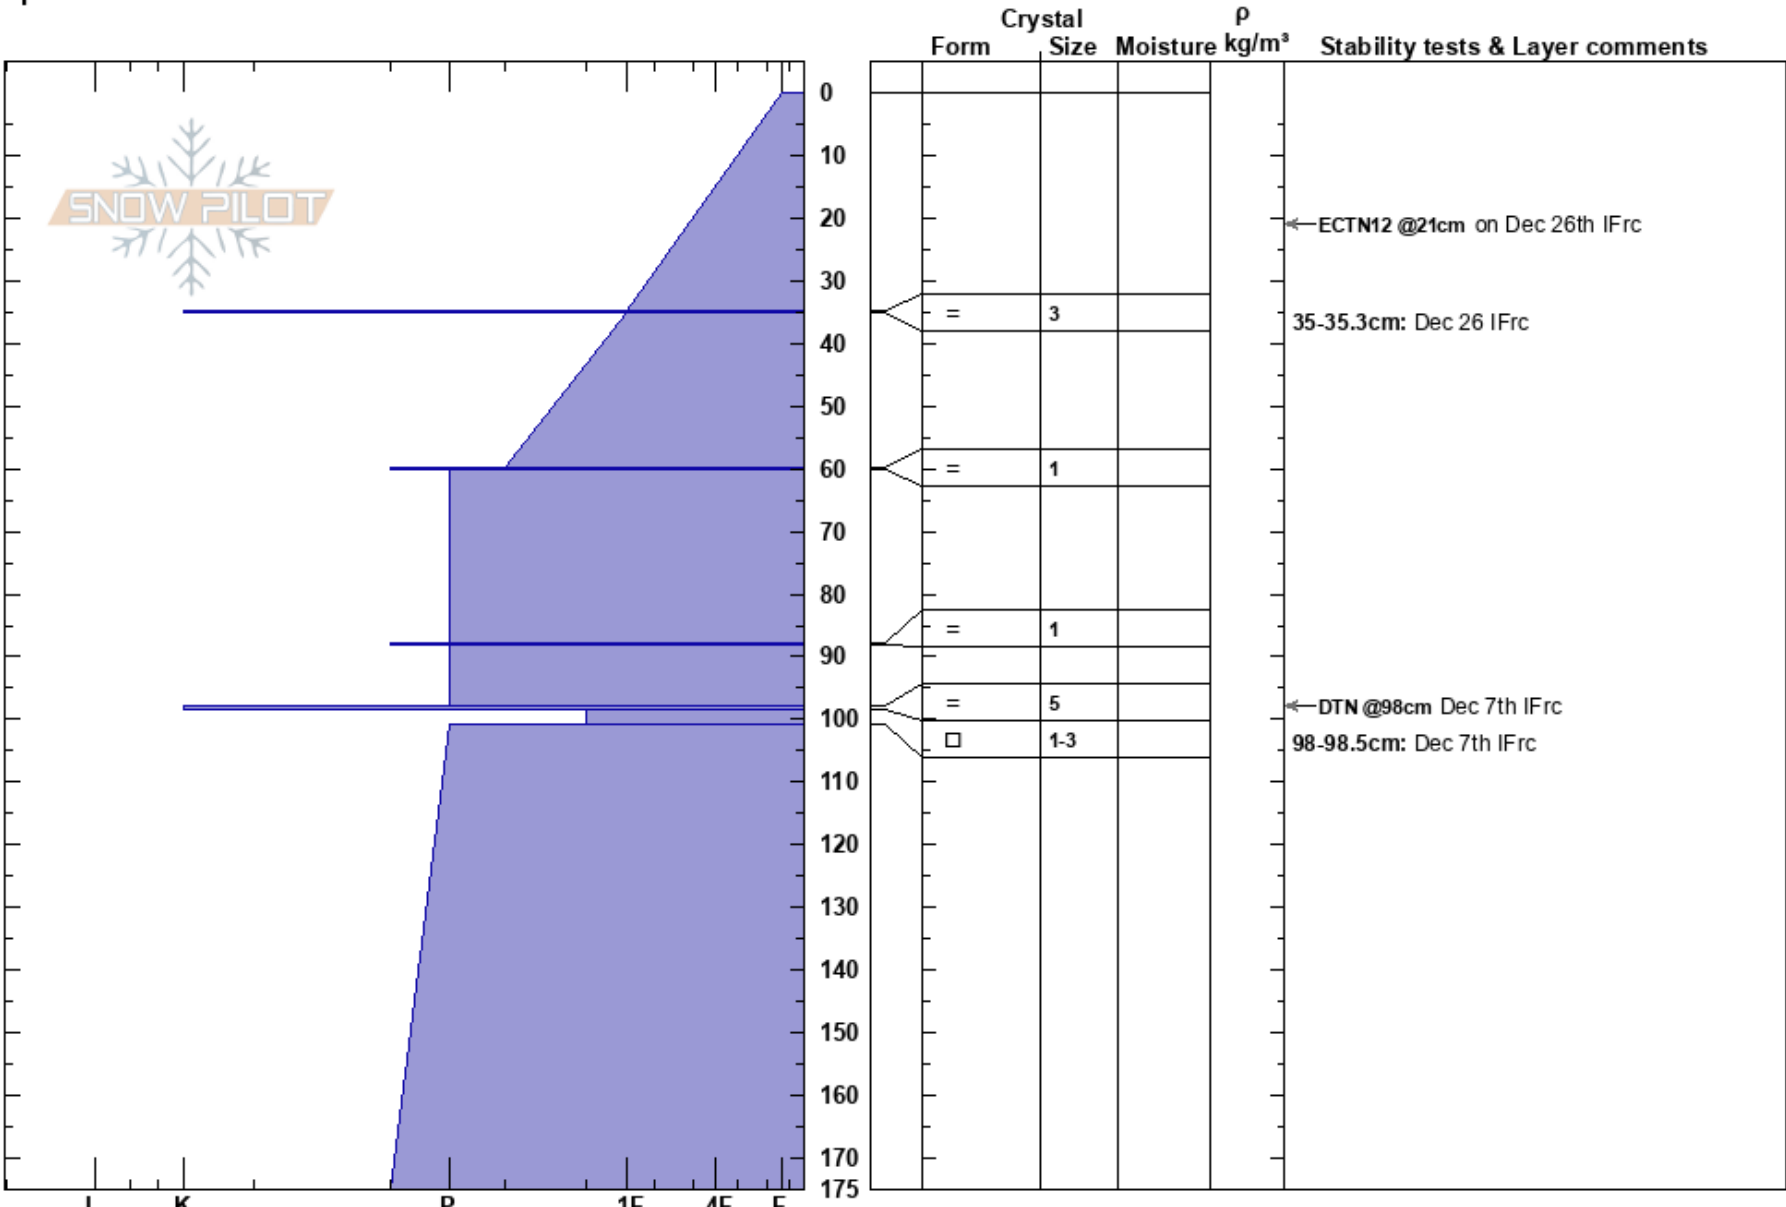 Crystal
ρ
Form Size Moisture kg/m³ Stability tests & Layer comments
SNOW PILOT
0
10
20
ECTN12 @21cm on Dec 26th IFrc
30
= 3
35-35.3cm: Dec 26 IFrc
40
50
60
= 1
70
80
= 1
90
= 5
DTN @98cm Dec 7th IFrc
100
1-3
98-98.5cm: Dec 7th IFrc
110
120
130
140
150
160
170
175
I K P 1F 4F F